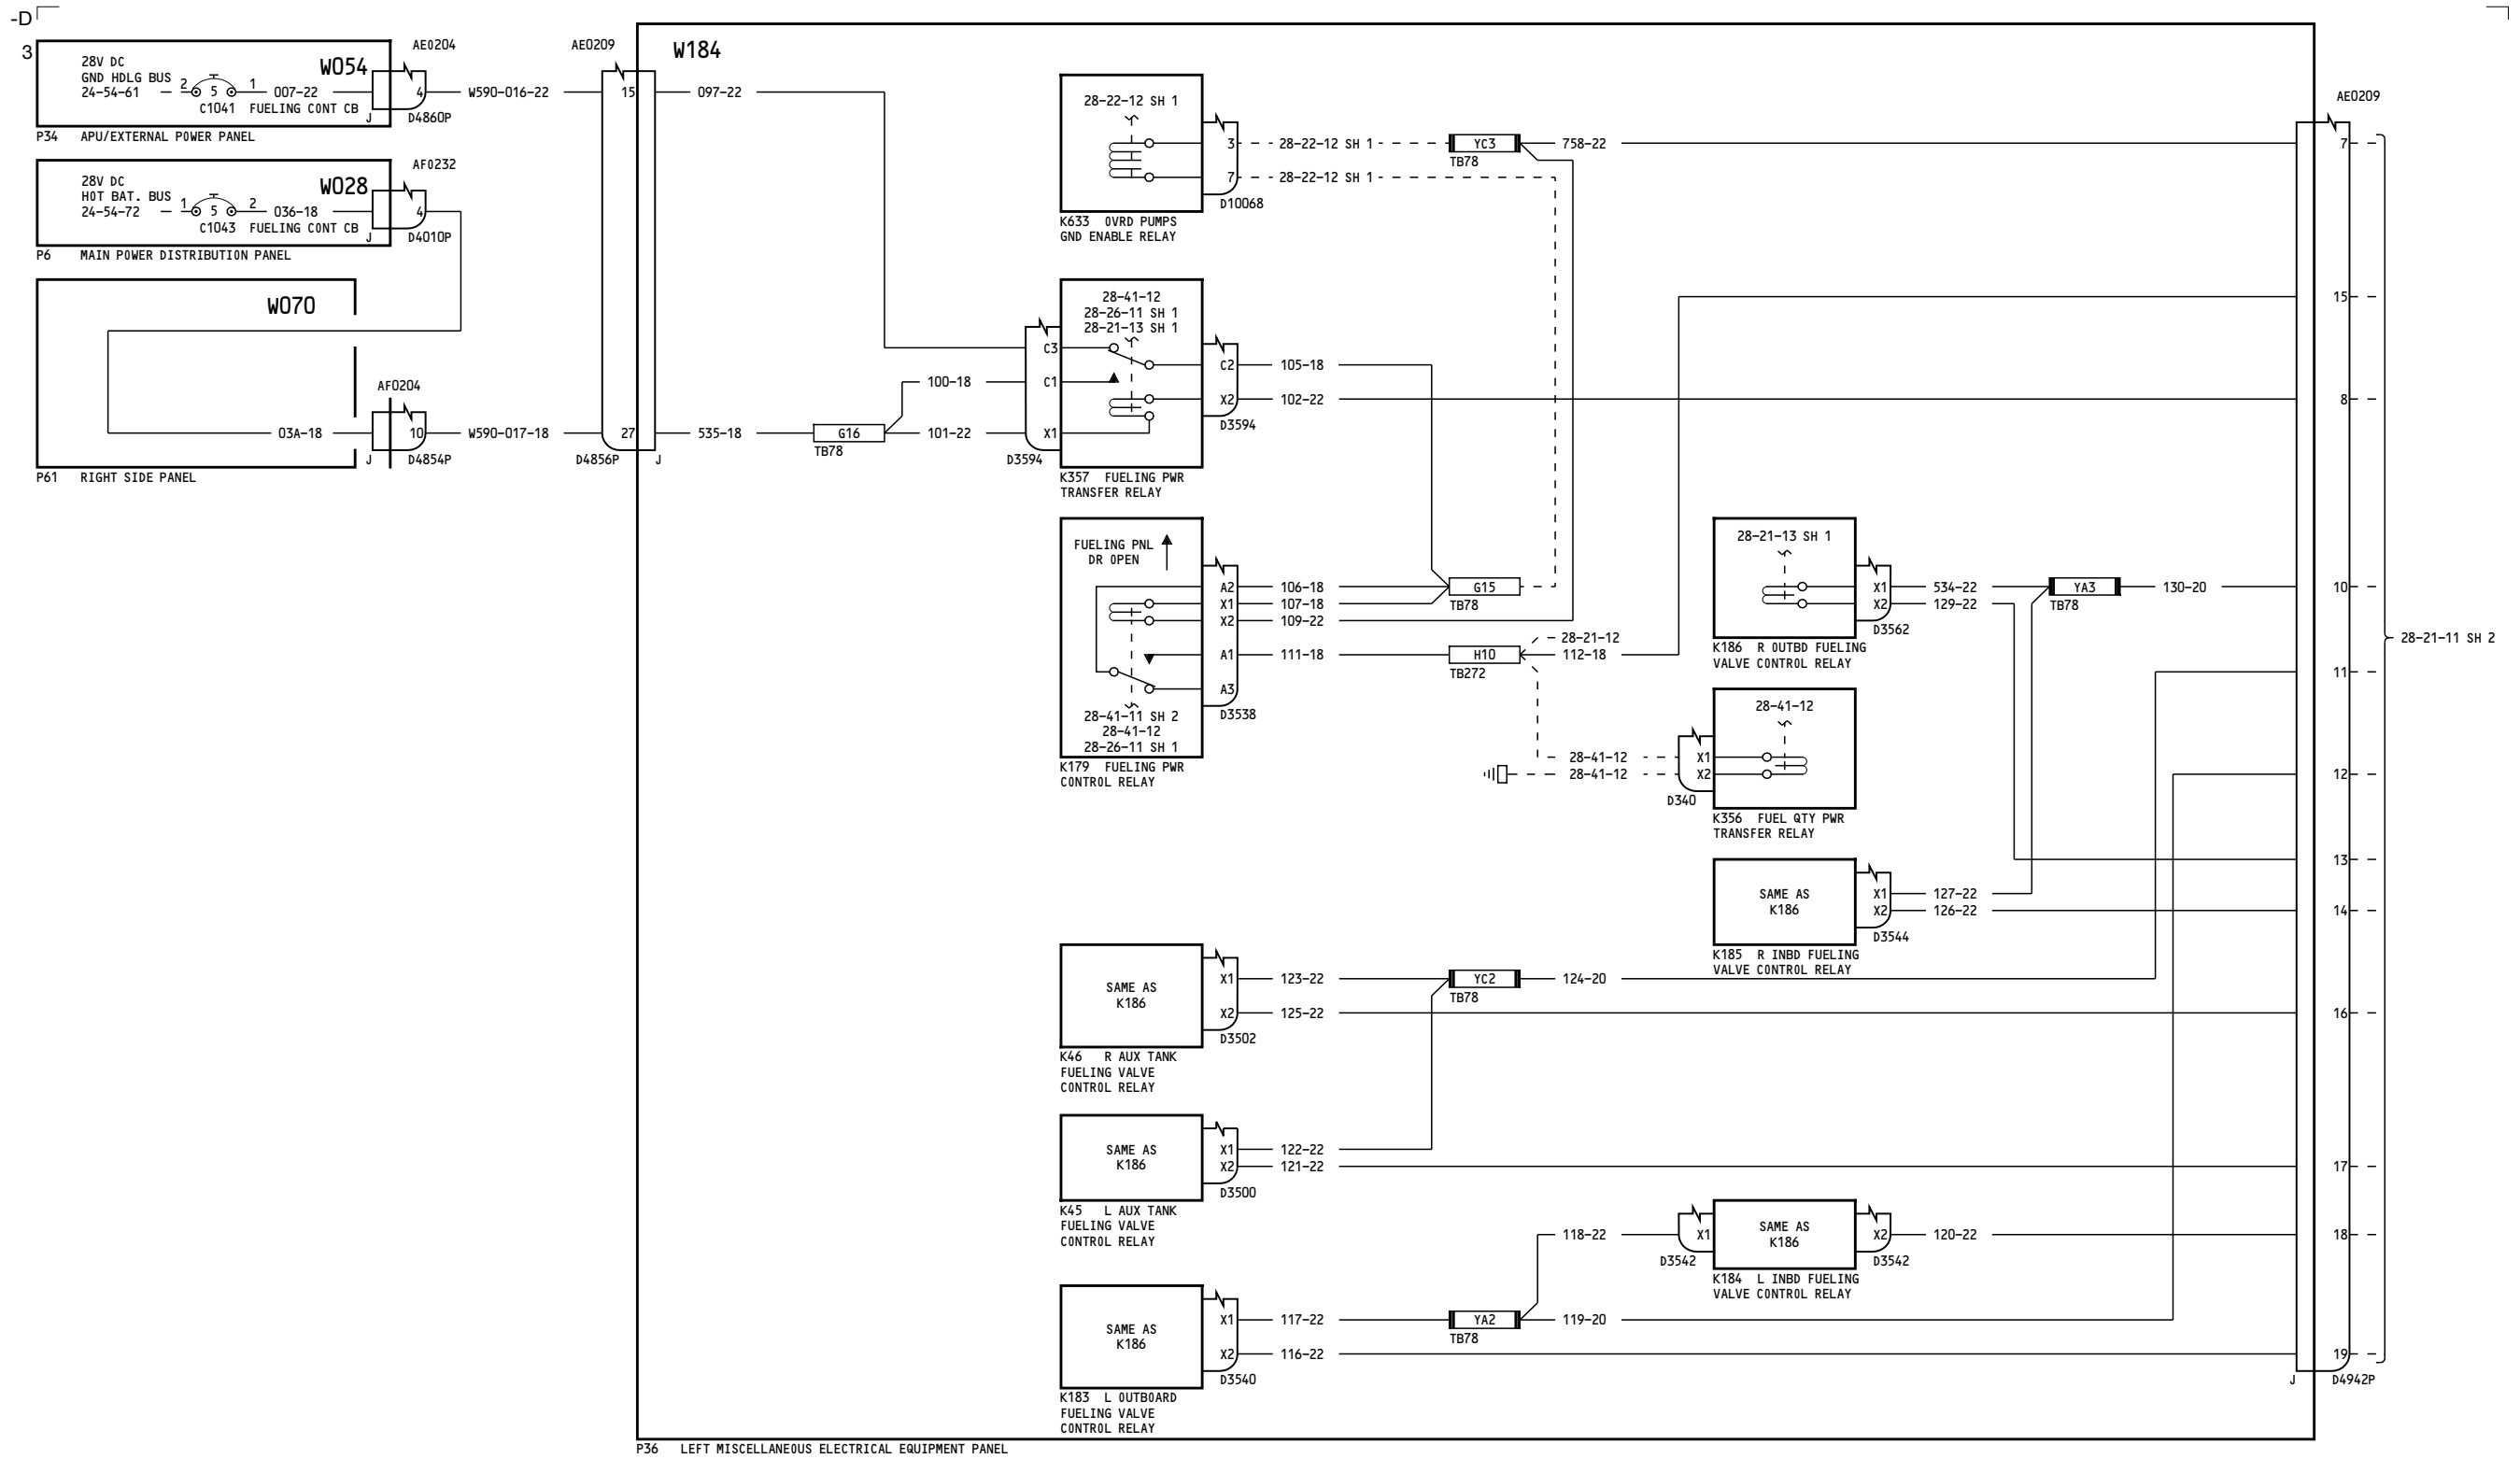 -D
3
28V DC
GND HDLG BUS
24-54-61
2
5
1
007-22
C1041 FUELING CONT CB
W054
J
4
AE0204
D4860P
P34 APU/EXTERNAL POWER PANEL
28V DC
HOT BAT. BUS
24-54-72
1
5
2
036-18
C1043 FUELING CONT CB
W028
J
4
AF0232
D4010P
P6 MAIN POWER DISTRIBUTION PANEL
W070
03A-18
AF0204
10
J
D4854P
P61 RIGHT SIDE PANEL
W590-016-22
W590-017-18
AE0209
15
27
D4856P
J
W184
097-22
535-18
G16
TB78
100-18
101-22
28-22-12 SH 1
3
7
D10068
K633 OVRD PUMPS
GND ENABLE RELAY
28-22-12 SH 1
28-22-12 SH 1
YC3
TB78
758-22
28-41-12
28-26-11 SH 1
28-21-13 SH 1
C3
C1
X1
D3594
C2
X2
D3594
K357 FUELING PWR
TRANSFER RELAY
105-18
102-22
FUELING PNL
DR OPEN
A2
X1
X2
A1
A3
D3538
28-41-11 SH 2
28-41-12
28-26-11 SH 1
K179 FUELING PWR
CONTROL RELAY
106-18
107-18
109-22
111-18
G15
TB78
H10
TB272
28-21-12
112-18
28-41-12
28-41-12
28-21-13 SH 1
X1
X2
D3562
K186 R OUTBD FUELING
VALVE CONTROL RELAY
534-22
129-22
YA3
TB78
130-20
28-41-12
X1
X2
D340
K356 FUEL QTY PWR
TRANSFER RELAY
SAME AS
K186
X1
X2
D3544
K185 R INBD FUELING
VALVE CONTROL RELAY
127-22
126-22
SAME AS
K186
X1
X2
D3502
K46 R AUX TANK
FUELING VALVE
CONTROL RELAY
123-22
125-22
YC2
TB78
124-20
SAME AS
K186
X1
X2
D3500
K45 L AUX TANK
FUELING VALVE
CONTROL RELAY
122-22
121-22
118-22
X1
D3542
SAME AS
K186
X2
D3542
K184 L INBD FUELING
VALVE CONTROL RELAY
120-22
SAME AS
K186
X1
X2
D3540
K183 L OUTBOARD
FUELING VALVE
CONTROL RELAY
117-22
116-22
YA2
TB78
119-20
AE0209
7
15
8
10
11
12
13
14
16
17
18
19
J
D4942P
28-21-11 SH 2
P36 LEFT MISCELLANEOUS ELECTRICAL EQUIPMENT PANEL